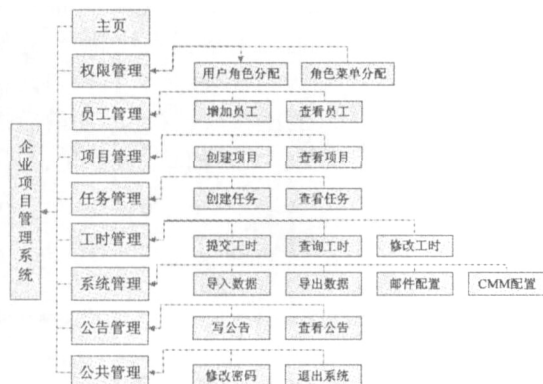 企业项目管理系统
主页
权限管理
用户角色分配
角色菜单分配
员工管理
增加员工
查看员工
项目管理
创建项目
查看项目
任务管理
创建任务
查看任务
工时管理
提交工时
查询工时
修改工时
系统管理
导入数据
导出数据
邮件配置
CMM配置
公告管理
写公告
查看公告
公共管理
修改密码
退出系统